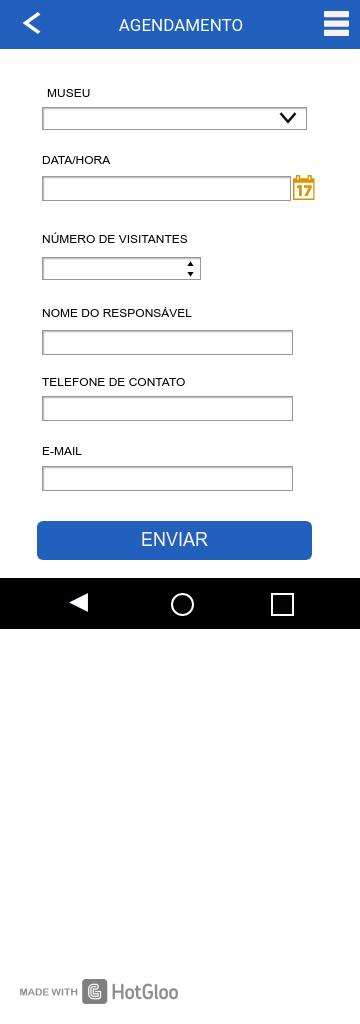 AGENDAMENTO
MUSEU
DATA/HORA
17
NÚMERO DE VISITANTES
NOME DO RESPONSÁVEL
TELEFONE DE CONTATO
E-MAIL
ENVIAR
MADE WITH HotGloo